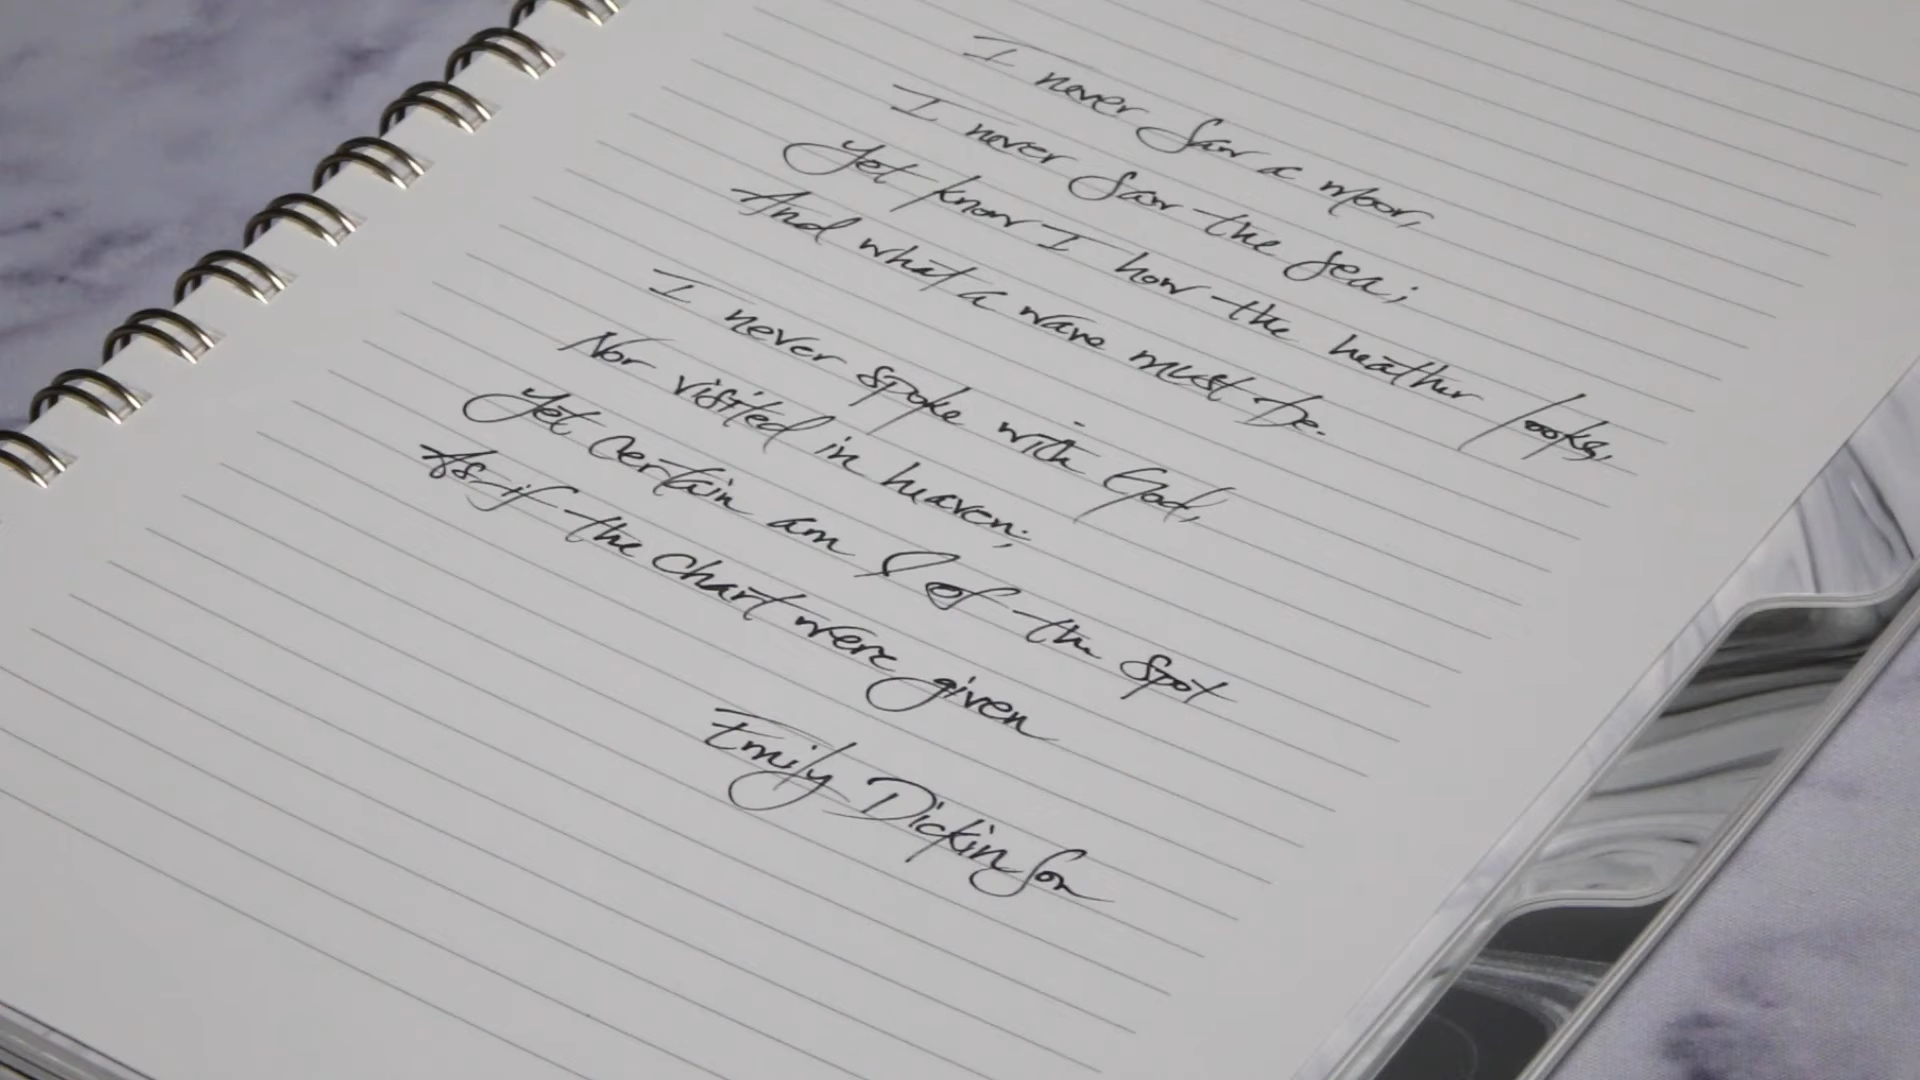 I never saw a moor,
I never saw the sea;
Yet know I how the heather looks,
And what a wave must be.
I never spoke with God,
Nor visited in heaven;
Yet certain am I of the spot
As if the chart were given
Emily Dickinson